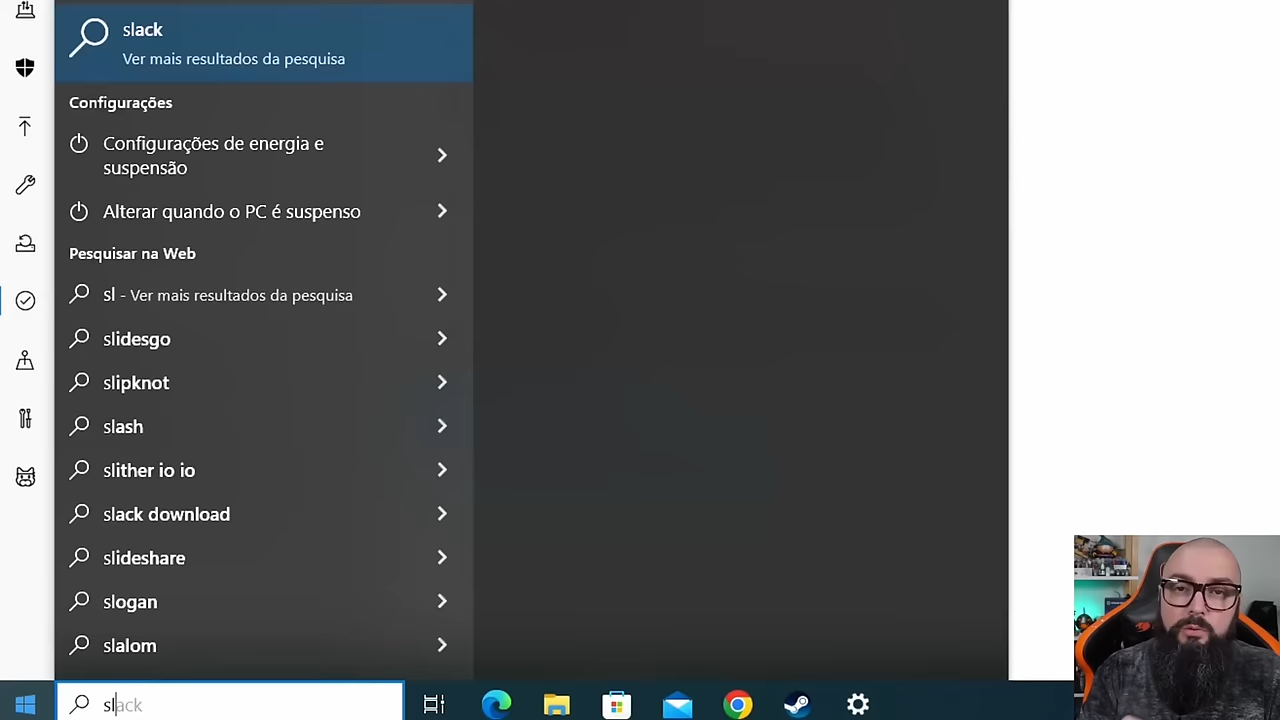 slack
Ver mais resultados da pesquisa
Configurações
Configurações de energia e
suspensão
Alterar quando o PC é suspenso
Pesquisar na Web
sl - Ver mais resultados da pesquisa
slidesgo
slipknot
slash
slither io io
slack download
slideshare
slogan
slalom
slack